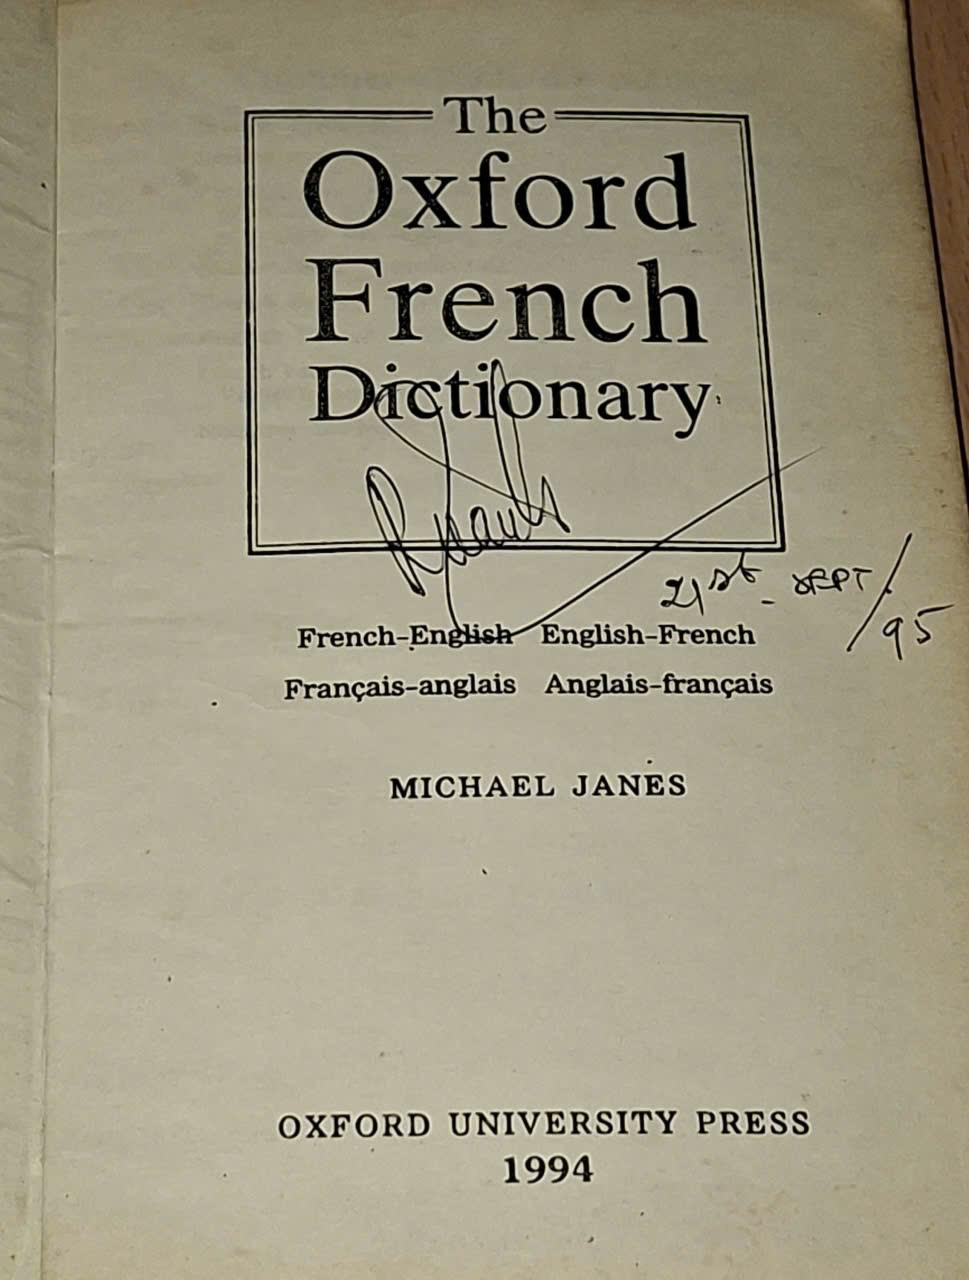 The
Oxford
French
Dictionary
21st - SEPT / 95
French-English English-French
Français-anglais Anglais-français
MICHAEL JANES
OXFORD UNIVERSITY PRESS
1994